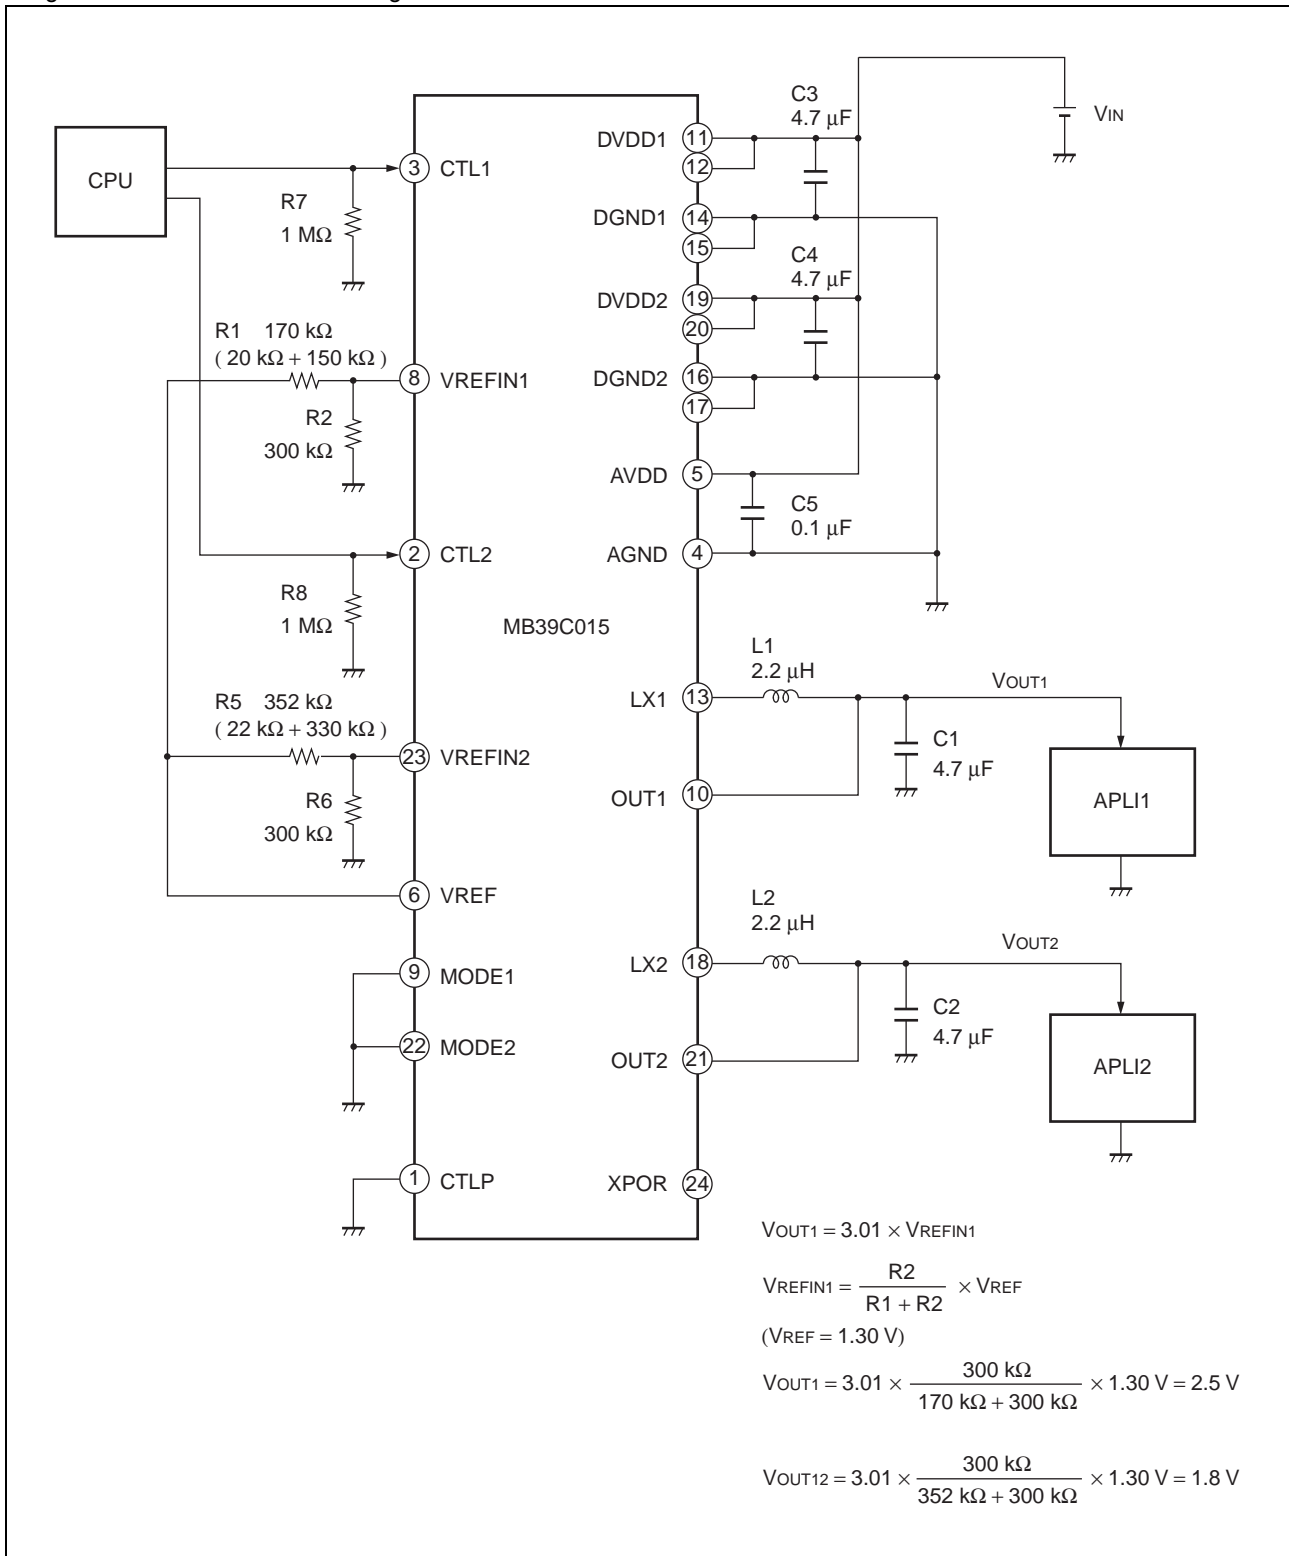 CPU
R7
1 MΩ
3
CTL1
R1 170 kΩ
( 20 kΩ + 150 kΩ )
8
VREFIN1
R2
300 kΩ
2
CTL2
R8
1 MΩ
MB39C015
R5 352 kΩ
( 22 kΩ + 330 kΩ )
23
VREFIN2
R6
300 kΩ
6
VREF
9
MODE1
22
MODE2
1
CTLP
DVDD1
11
12
C3
4.7 μF
VIN
DGND1
14
15
C4
4.7 μF
DVDD2
19
20
DGND2
16
17
AVDD
5
C5
0.1 μF
AGND
4
L1
2.2 μH
LX1
13
VOUT1
C1
4.7 μF
OUT1
10
APLI1
L2
2.2 μH
LX2
18
VOUT2
C2
4.7 μF
OUT2
21
APLI2
XPOR
24
VOUT1 = 3.01 × VREFIN1
VREFIN1 = R2 / R1 + R2 × VREF
(VREF = 1.30 V)
VOUT1 = 3.01 × 300 kΩ / 170 kΩ + 300 kΩ × 1.30 V = 2.5 V
VOUT12 = 3.01 × 300 kΩ / 352 kΩ + 300 kΩ × 1.30 V = 1.8 V